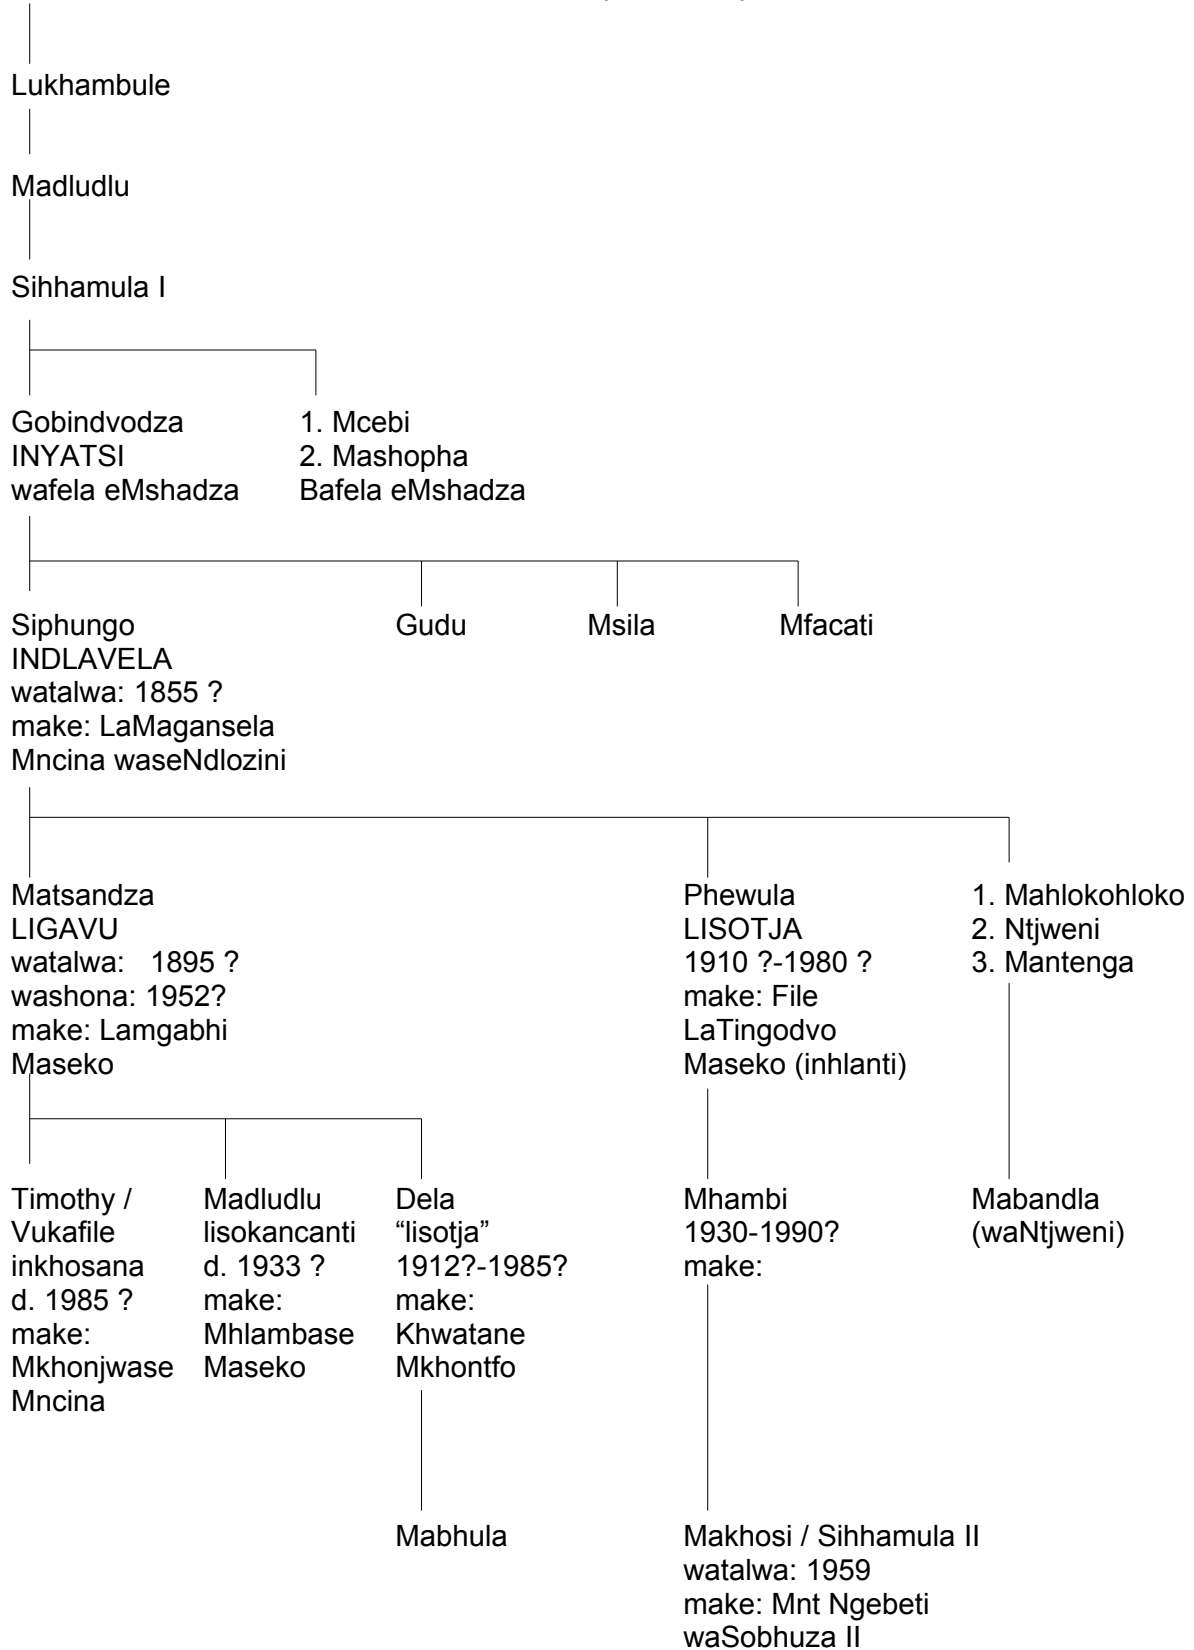 Lukhambule
Madludlu
Sihhamula I
Gobindvodza
INYATSI
wafela eMshadza
1. Mcebi
2. Mashopha
Bafela eMshadza
Siphungo
INDLAVELA
watalwa: 1855 ?
make: LaMagansela
Mncina waseNdlozini
Gudu
Msila
Mfacati
Matsandza
LIGAVU
watalwa: 1895 ?
washona: 1952?
make: Lamgabhi
Maseko
Phewula
LISOTJA
1910 ?-1980 ?
make: File
LaTingodvo
Maseko (inhlanti)
1. Mahlokohloko
2. Ntjweni
3. Mantenga
Timothy /
Vukafile
inkhosana
d. 1985 ?
make:
Mkhonjwase
Mncina
Madludlu
lisokancanti
d. 1933 ?
make:
Mhlambase
Maseko
Dela
“lisotja”
1912?-1985?
make:
Khwatane
Mkhontfo
Mhambi
1930-1990?
make:
Mabandla
(waNtjweni)
Mabhula
Makhosi / Sihhamula II
watalwa: 1959
make: Mnt Ngebeti
waSobhuza II